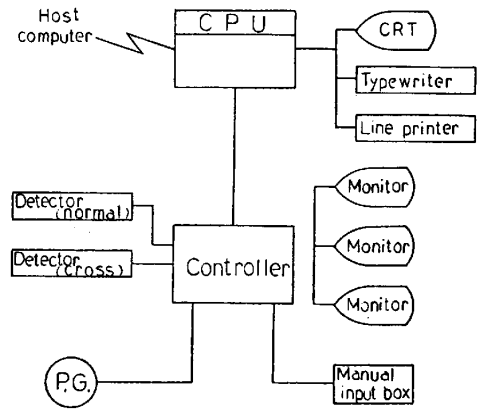 Host
computer
C P U
CRT
Typewriter
Line printer
Detector
(normal)
Detector
(cross)
Controller
Monitor
Monitor
Monitor
P.G.
Manual
input box